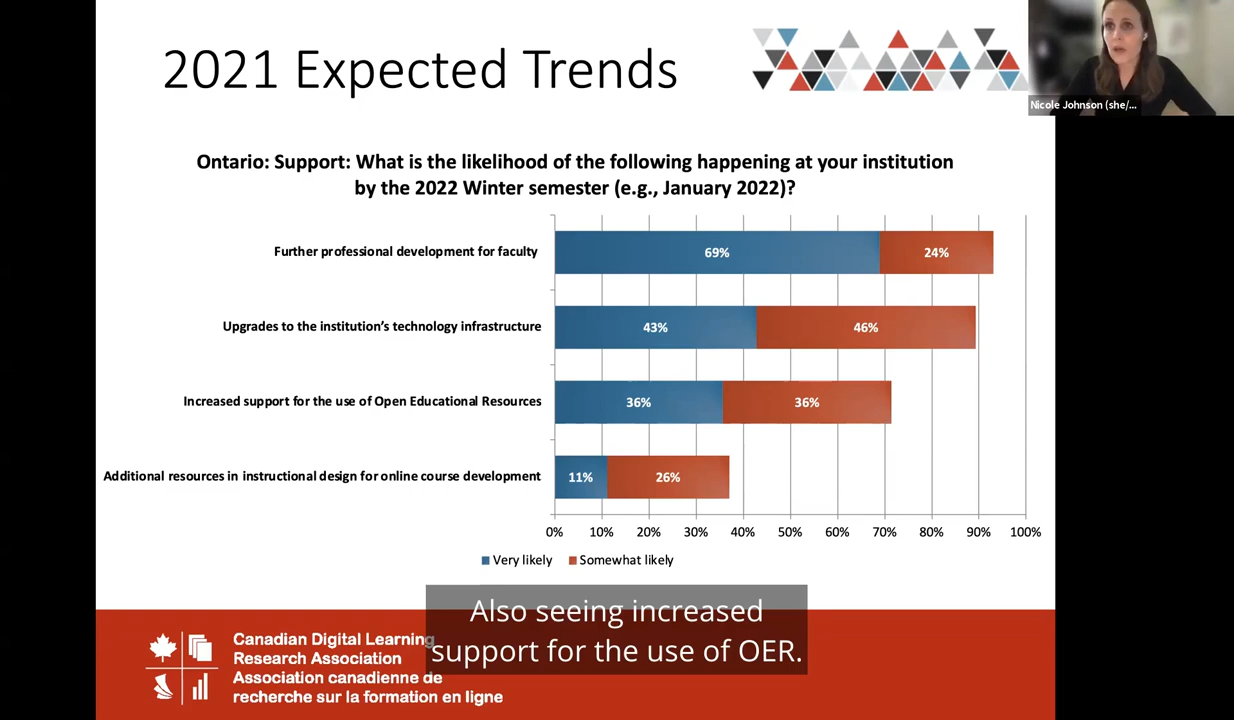 2021 Expected Trends
Nicole Johnson (she/...
Ontario: Support: What is the likelihood of the following happening at your institution
by the 2022 Winter semester (e.g., January 2022)?
Further professional development for faculty
69%
24%
Upgrades to the institution's technology infrastructure
43%
46%
Increased support for the use of Open Educational Resources
36%
36%
Additional resources in instructional design for online course development
11%
26%
0% 10% 20% 30% 40% 50% 60% 70% 80% 90% 100%
Very likely Somewhat likely
Also seeing increased
support for the use of OER.
Canadian Digital Learning
Research Association
Association canadienne de
recherche sur la formation en ligne